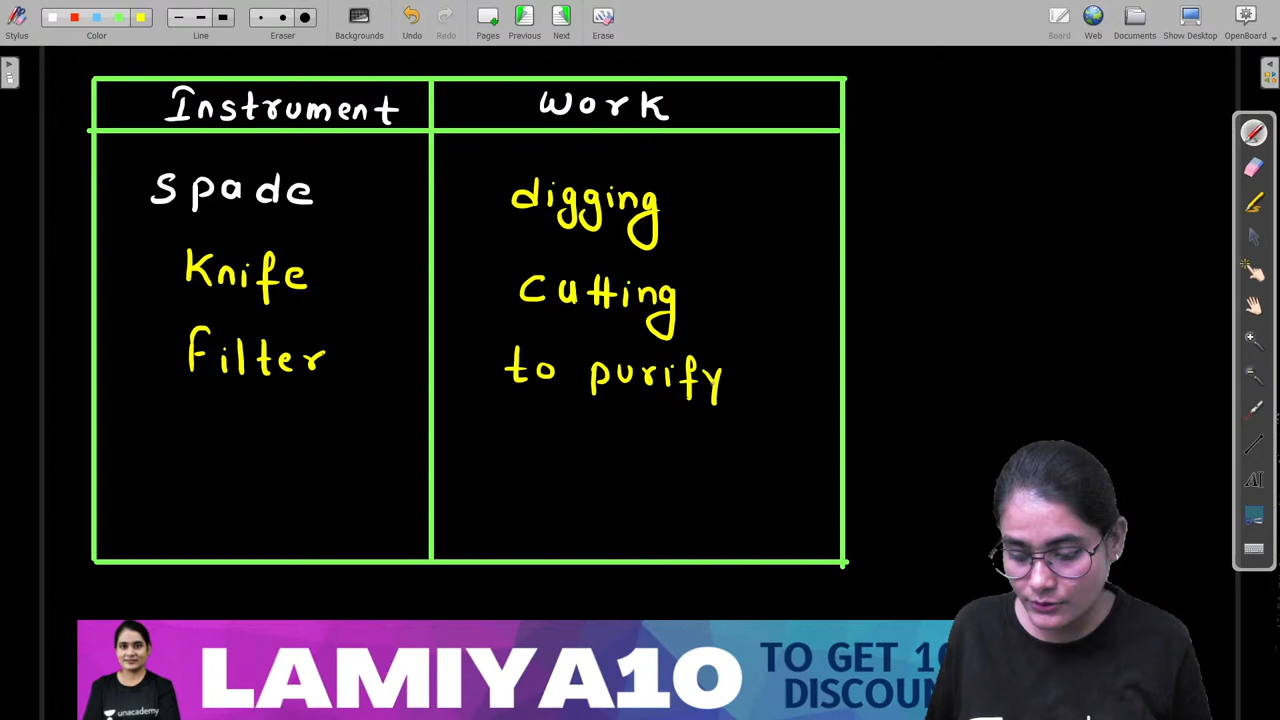 Stylus
Color
Line
Eraser
Backgrounds
Undo
Redo
Pages
Previous
Next
Erase
Board
Web
Documents
Show Desktop
OpenBoard
Instrument Work
Spade digging
Knife cutting
Filter to purify
unacademy
LAMIYA10
TO GET
DISCOUN